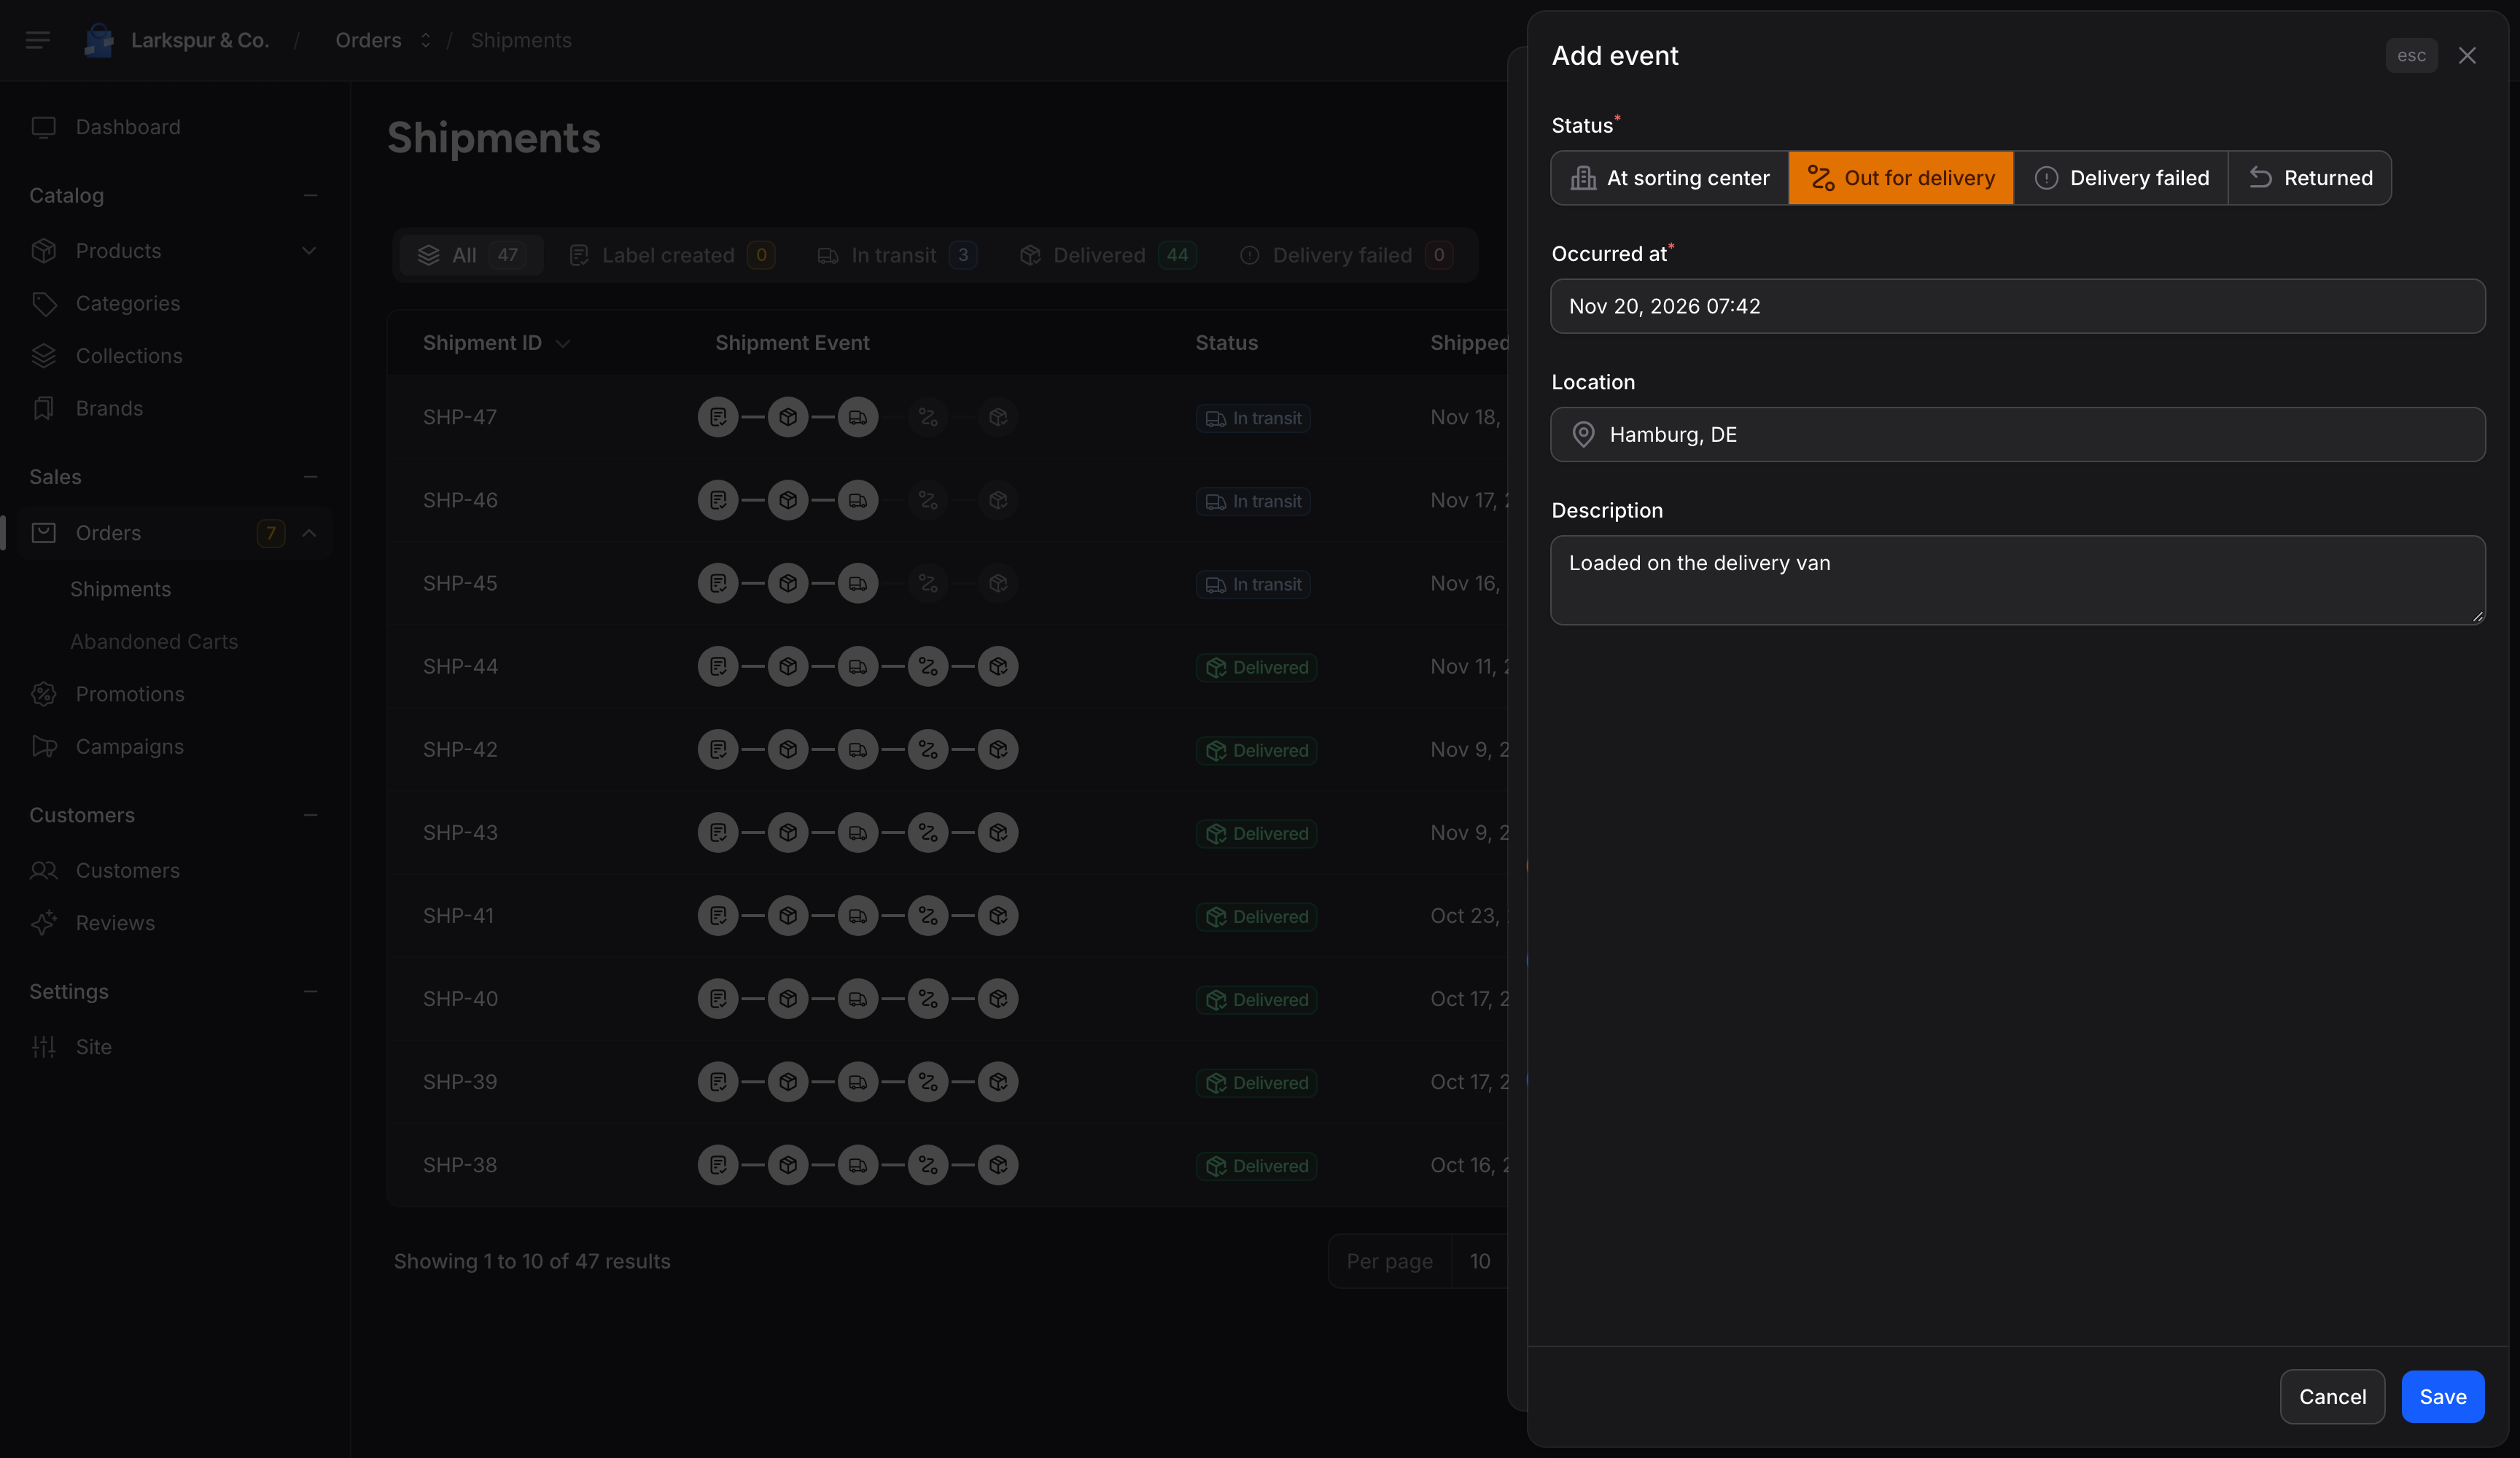 Larkspur & Co. / Orders / Shipments
Dashboard
Catalog
Products
Categories
Collections
Brands
Sales
Orders 7
Shipments
Abandoned Carts
Promotions
Campaigns
Customers
Customers
Reviews
Settings
Site
Shipments
All 47 Label created 0 In transit 3 Delivered 44 Delivery failed 0
Shipment ID Shipment Event Status Shipped
SHP-47 In transit Nov 18,
SHP-46 In transit Nov 17,
SHP-45 In transit Nov 16,
SHP-44 Delivered Nov 11,
SHP-42 Delivered Nov 9,
SHP-43 Delivered Nov 9,
SHP-41 Delivered Oct 23,
SHP-40 Delivered Oct 17,
SHP-39 Delivered Oct 17,
SHP-38 Delivered Oct 16,
Showing 1 to 10 of 47 results
Per page 10
Add event
esc
Status*
At sorting center Out for delivery Delivery failed Returned
Occurred at*
Nov 20, 2026 07:42
Location
Hamburg, DE
Description
Loaded on the delivery van
Cancel Save